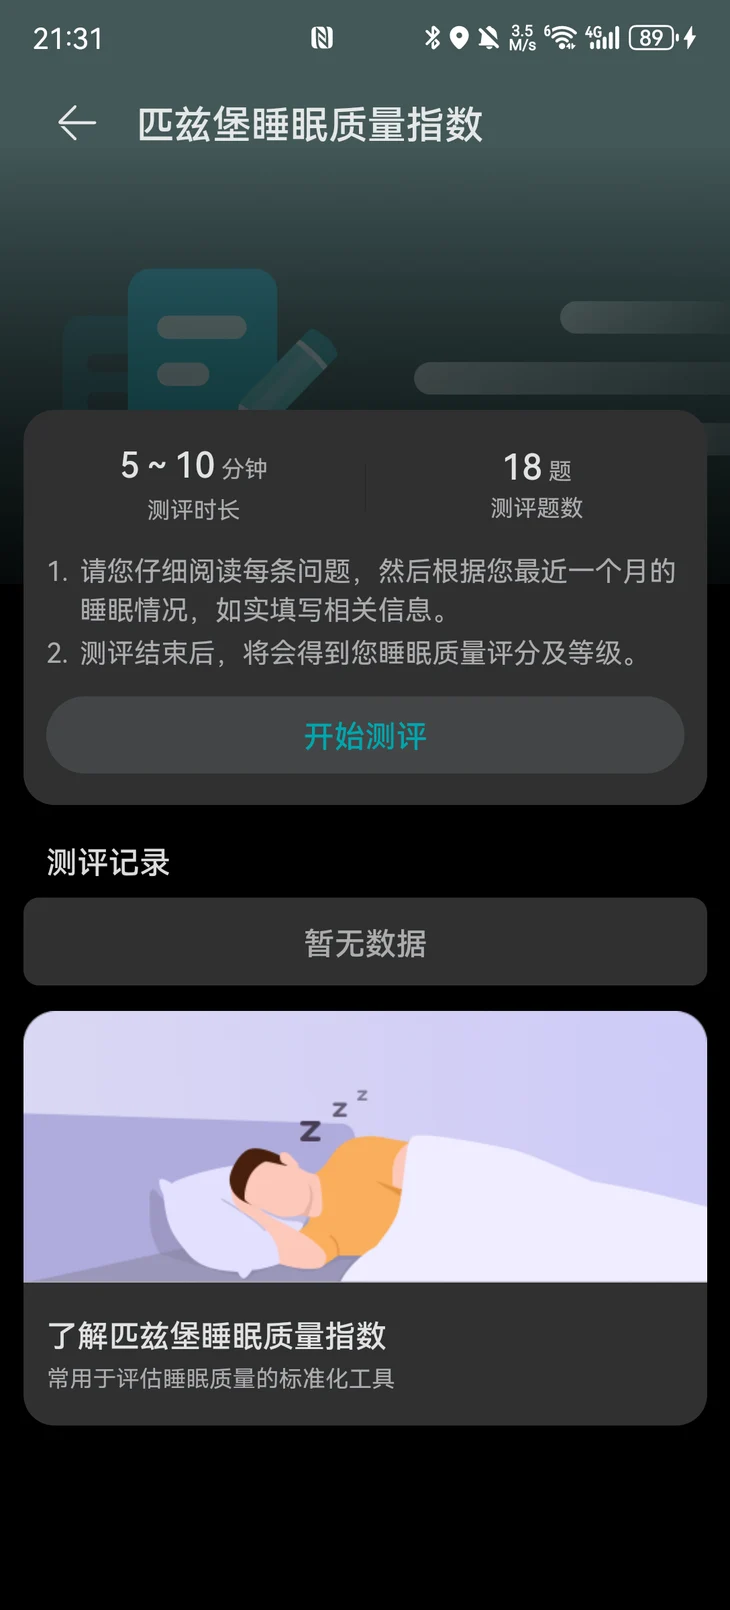 21:31
3.5 M/s 6 4G 89
匹兹堡睡眠质量指数
5 ~ 10 分钟
测评时长
18 题
测评题数
1. 请您仔细阅读每条问题，然后根据您最近一个月的
睡眠情况，如实填写相关信息。
2. 测评结束后，将会得到您睡眠质量评分及等级。
开始测评
测评记录
暂无数据
z z z
了解匹兹堡睡眠质量指数
常用于评估睡眠质量的标准化工具